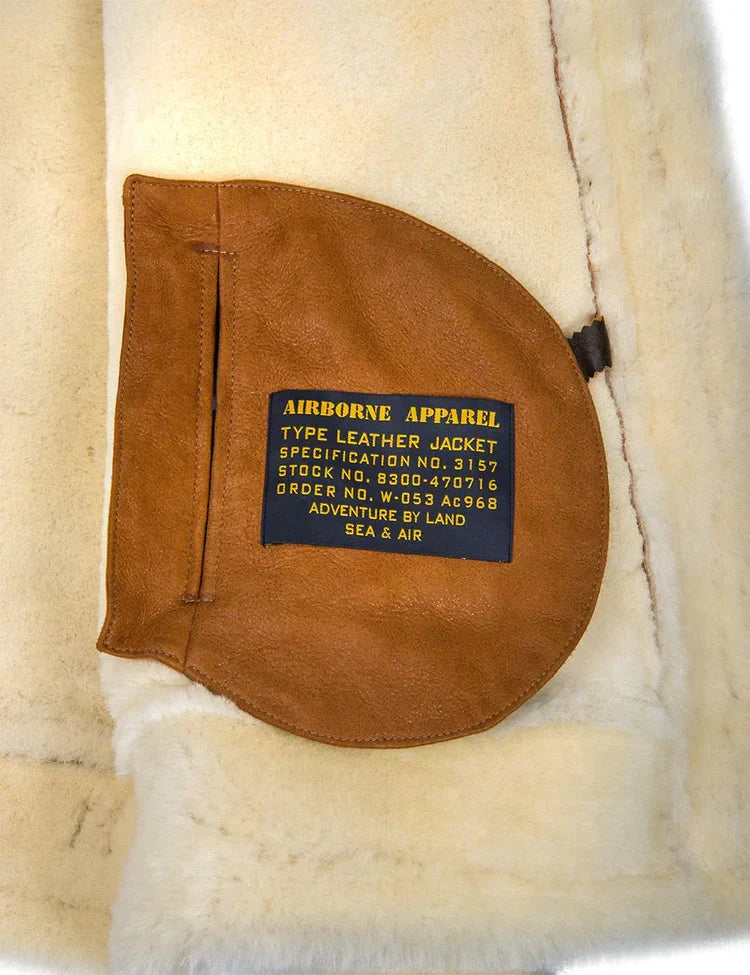 AIRBORNE APPAREL
TYPE LEATHER JACKET
SPECIFICATION NO. 3157
STOCK NO. 8300-470716
ORDER NO. W-053 Ac968
ADVENTURE BY LAND
SEA & AIR